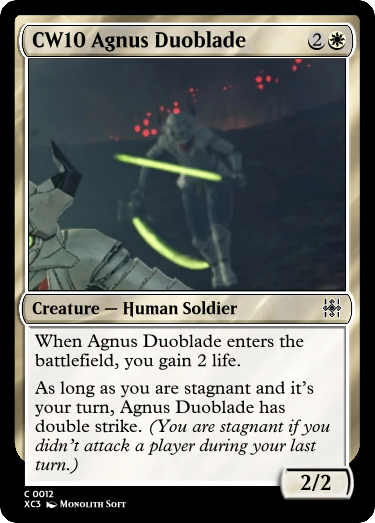 CW10 Agnus Duoblade 2
Creature — Human Soldier
When Agnus Duoblade enters the
battlefield, you gain 2 life.
As long as you are stagnant and it's
your turn, Agnus Duoblade has
double strike. (You are stagnant if you
didn't attack a player during your last
turn.)
2/2
C 0012
XC3 Monolith Soft